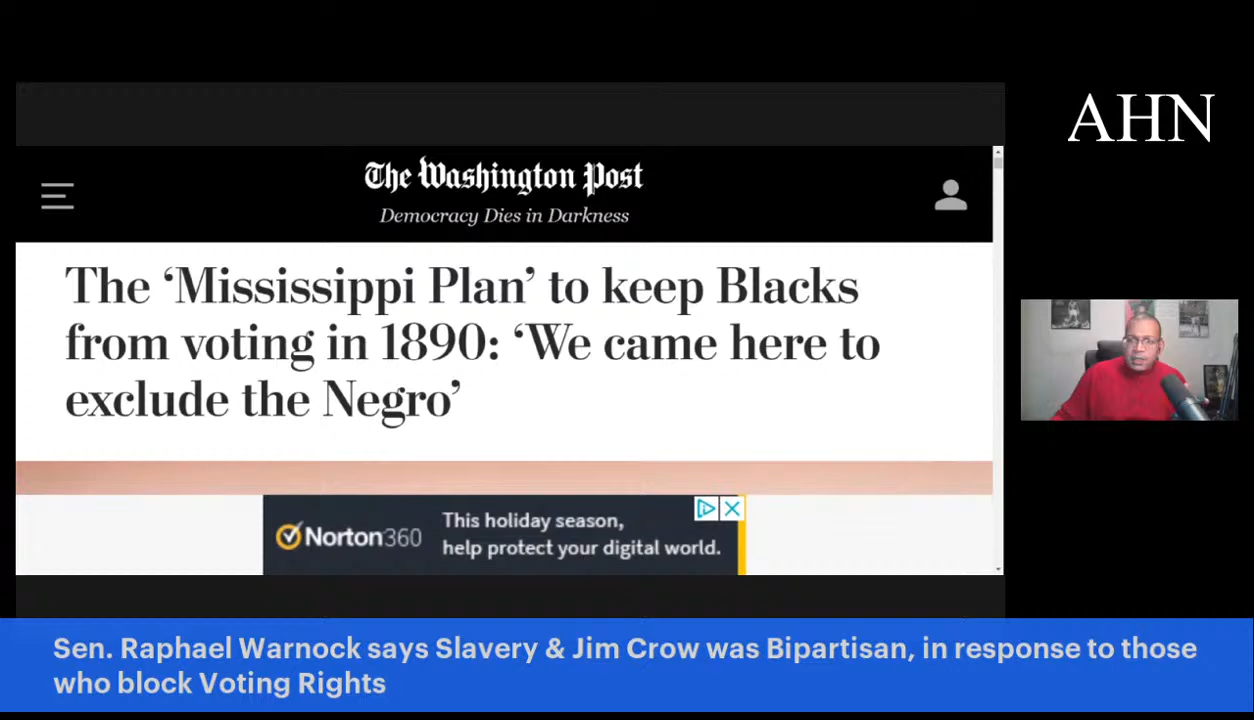 AHN
The Washington Post
Democracy Dies in Darkness
The ‘Mississippi Plan’ to keep Blacks
from voting in 1890: ‘We came here to
exclude the Negro’
Norton360
This holiday season,
help protect your digital world.
Sen. Raphael Warnock says Slavery & Jim Crow was Bipartisan, in response to those
who block Voting Rights